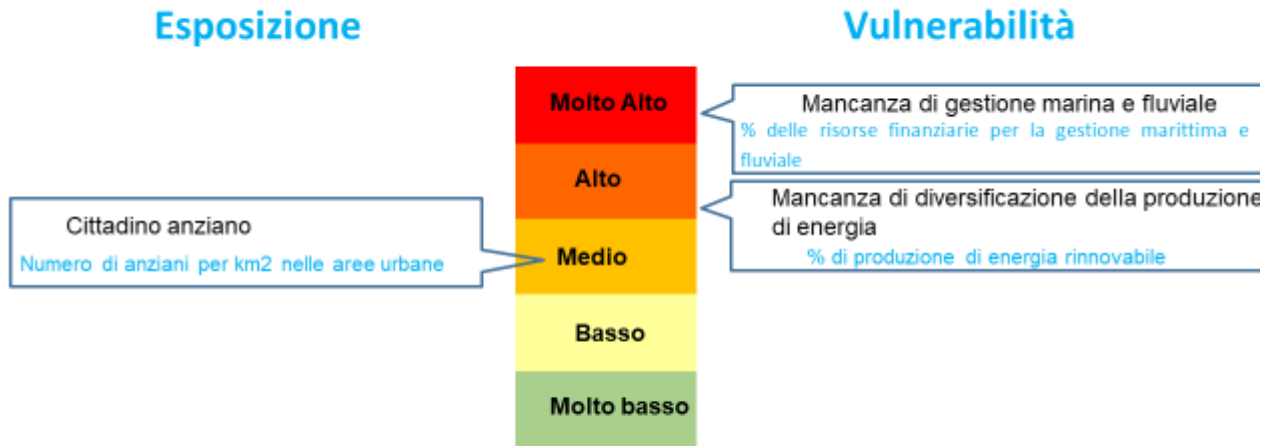 Esposizione
Vulnerabilità
Molto Alto
Mancanza di gestione marina e fluviale
% delle risorse finanziarie per la gestione marittima e
fluviale
Alto
Mancanza di diversificazione della produzione
di energia
% di produzione di energia rinnovabile
Cittadino anziano
Numero di anziani per km2 nelle aree urbane
Medio
Basso
Molto basso